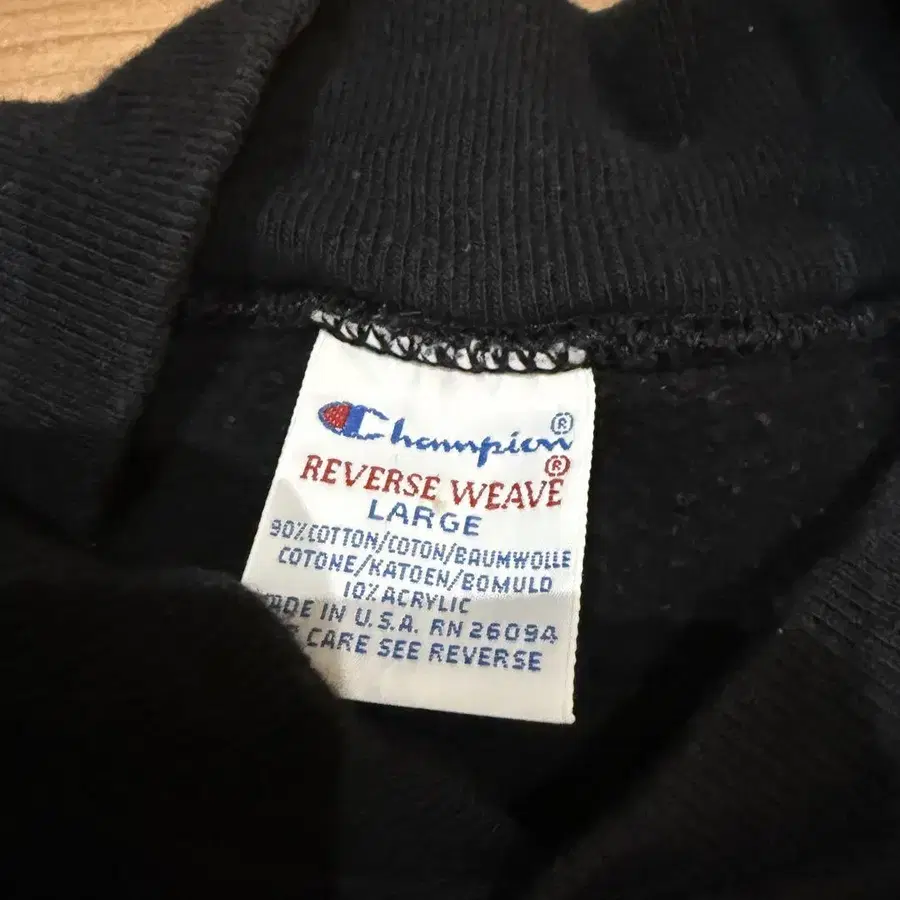 Champion®
REVERSE WEAVE®
LARGE
90% COTTON/COTON/BAUMWOLLE
COTONE/KATOEN/BOMULD
10% ACRYLIC
ADE IN U.S.A. RN 26094
CARE SEE REVERSE